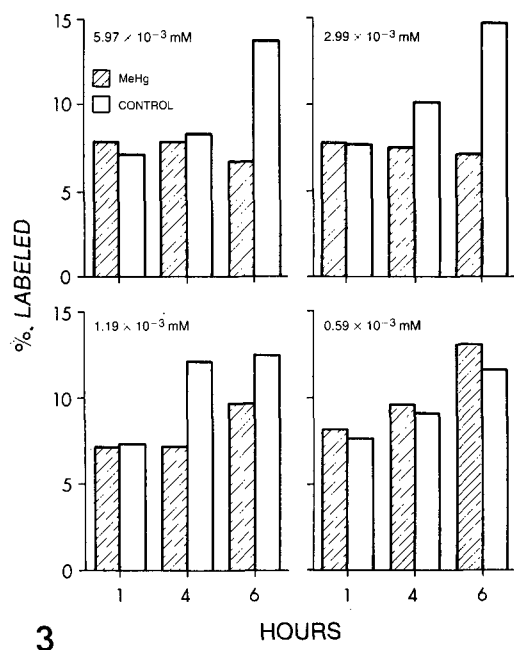 15
5.97 × 10⁻³ mM
2.99 × 10⁻³ mM
MeHg
CONTROL
10
5
0
%. LABELED
15
1.19 × 10⁻³ mM
0.59 × 10⁻³ mM
10
5
0
1 4 6 1 4 6
3 HOURS